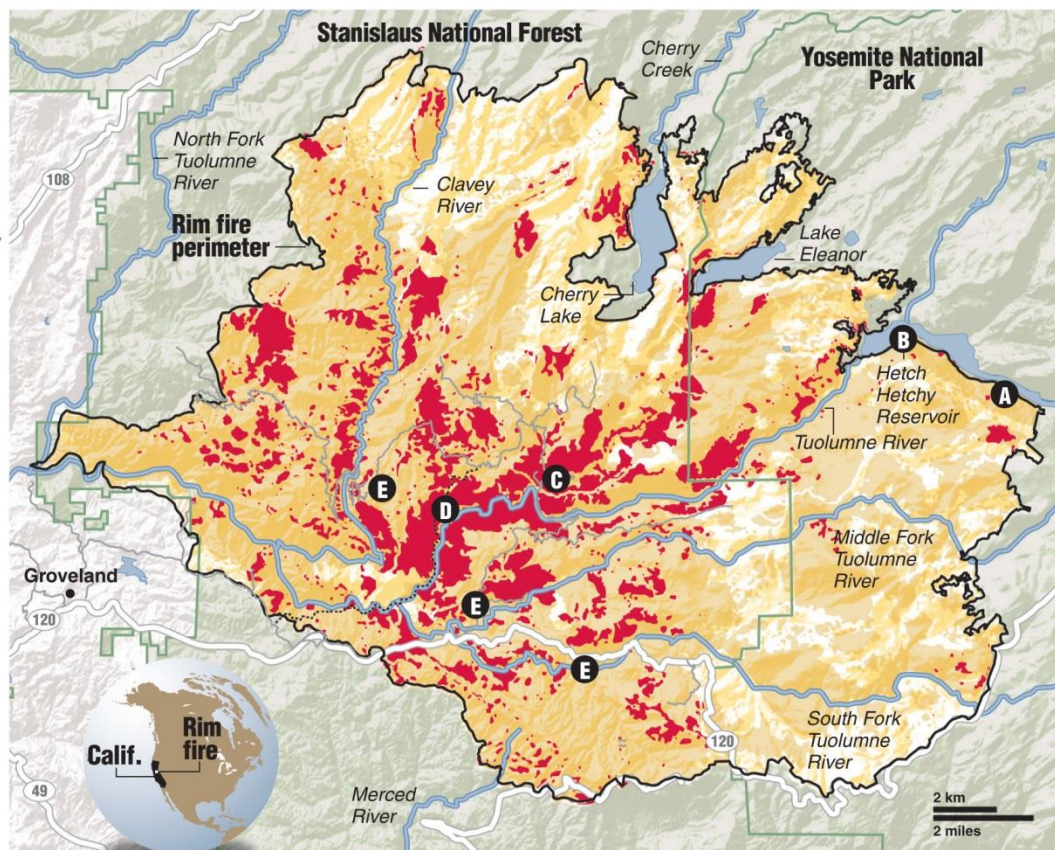 Stanislaus National Forest
Cherry
Creek
Yosemite National
Park
North Fork
Tuolumne
River
108
Clavey
River
Rim fire
perimeter
Lake
Eleanor
Cherry
Lake
B
Hetch
Hetchy
Reservoir
A
Tuolumne River
C
E
D
Middle Fork
Tuolumne
River
Groveland
120
E
E
Rim
fire
Calif.
South Fork
Tuolumne
River
120
49
Merced
River
2 km
2 miles